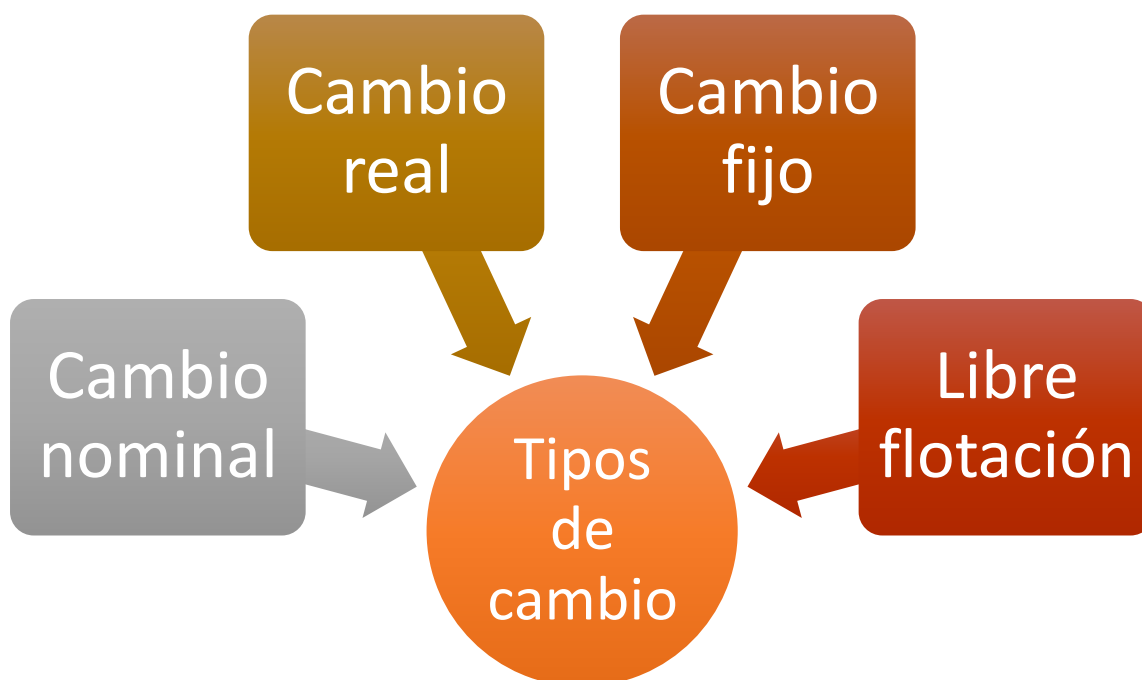 Cambio
real
Cambio
fijo
Cambio
nominal
Libre
flotación
Tipos
de
cambio